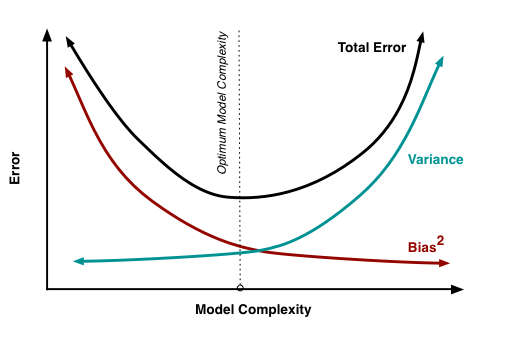 Total Error
Optimum Model Complexity
Variance
Error
Bias²
Model Complexity